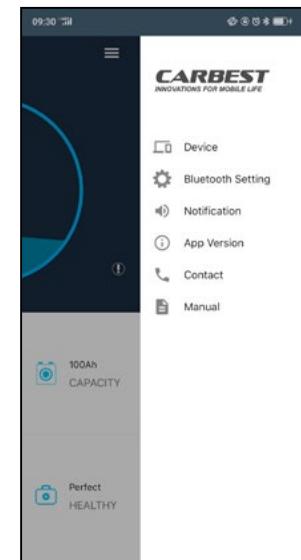 09:30
CARBEST
INNOVATIONS FOR MOBILE LIFE
Device
Bluetooth Setting
Notification
App Version
Contact
Manual
100Ah
CAPACITY
Perfect
HEALTHY